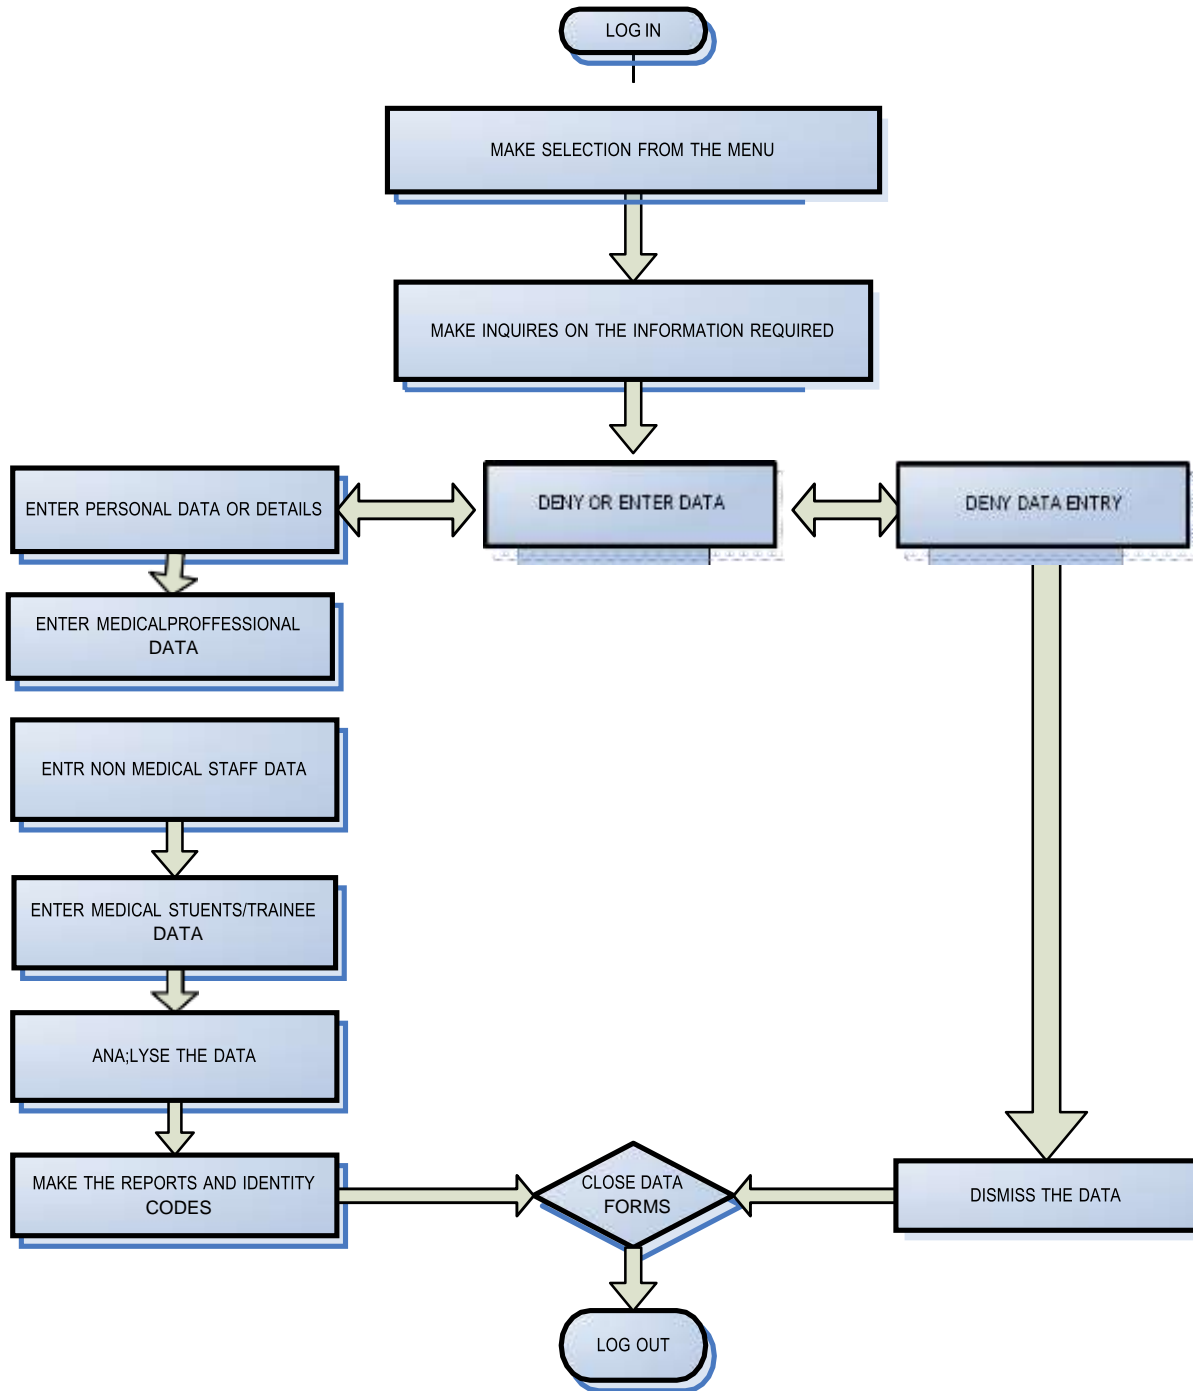 LOG IN
MAKE SELECTION FROM THE MENU
MAKE INQUIRES ON THE INFORMATION REQUIRED
ENTER PERSONAL DATA OR DETAILS
DENY OR ENTER DATA
DENY DATA ENTRY
ENTER MEDICALPROFFESSIONAL
DATA
ENTR NON MEDICAL STAFF DATA
ENTER MEDICAL STUENTS/TRAINEE
DATA
ANA;LYSE THE DATA
MAKE THE REPORTS AND IDENTITY
CODES
CLOSE DATA
FORMS
DISMISS THE DATA
LOG OUT